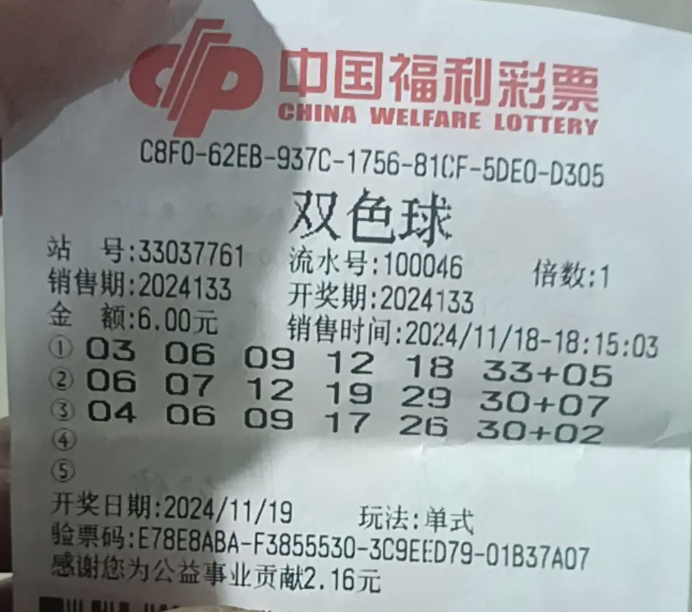 中国福利彩票
CHINA WELFARE LOTTERY
C8F0-62EB-937C-1756-81CF-5DE0-D305
双色球
站 号:33037761 流水号:100046 倍数:1
销售期:2024133 开奖期:2024133
金 额:6.00元 销售时间:2024/11/18-18:15:03
① 03 06 09 12 18 33+05
② 06 07 12 19 29 30+07
③ 04 06 09 17 26 30+02
④
⑤
开奖日期:2024/11/19 玩法:单式
验票码:E78E8ABA-F3855530-3C9EED79-01B37A07
感谢您为公益事业贡献2.16元